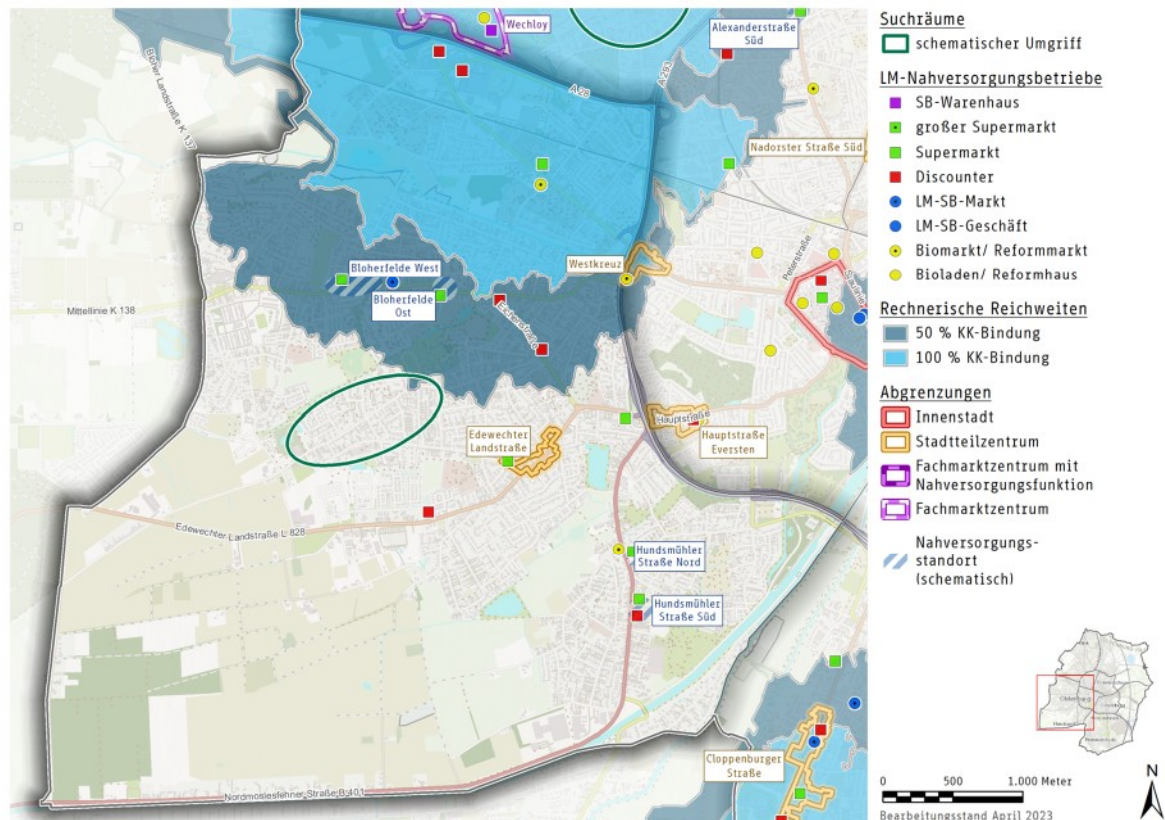 Wechloy
Alexanderstraße
Süd
A 28
A 293
Bloher Landstraße K 137
Nadorster Straße Süd
Bloherfelde West
Westkreuz
Peterstraße
Bloherfelde
Ost
Mittellinie K 138
Eichenstraße
Hauptstraße
Edewechter
Landstraße
Hauptstraße
Eversten
Edewechter Landstraße L 828
Hundsmühler
Straße Nord
Hundsmühler
Straße Süd
Cloppenburger
Straße
Nordmoslesfehner Straße B 401
Suchräume
schematischer Umgriff
LM-Nahversorgungsbetriebe
SB-Warenhaus
großer Supermarkt
Supermarkt
Discounter
LM-SB-Markt
LM-SB-Geschäft
Biomarkt/ Reformmarkt
Bioladen/ Reformhaus
Rechnerische Reichweiten
50 % KK-Bindung
100 % KK-Bindung
Abgrenzungen
Innenstadt
Stadtteilzentrum
Fachmarktzentrum mit
Nahversorgungsfunktion
Fachmarktzentrum
Nahversorgungs-
standort
(schematisch)
0 500 1.000 Meter
N
Bearbeitungsstand April 2023